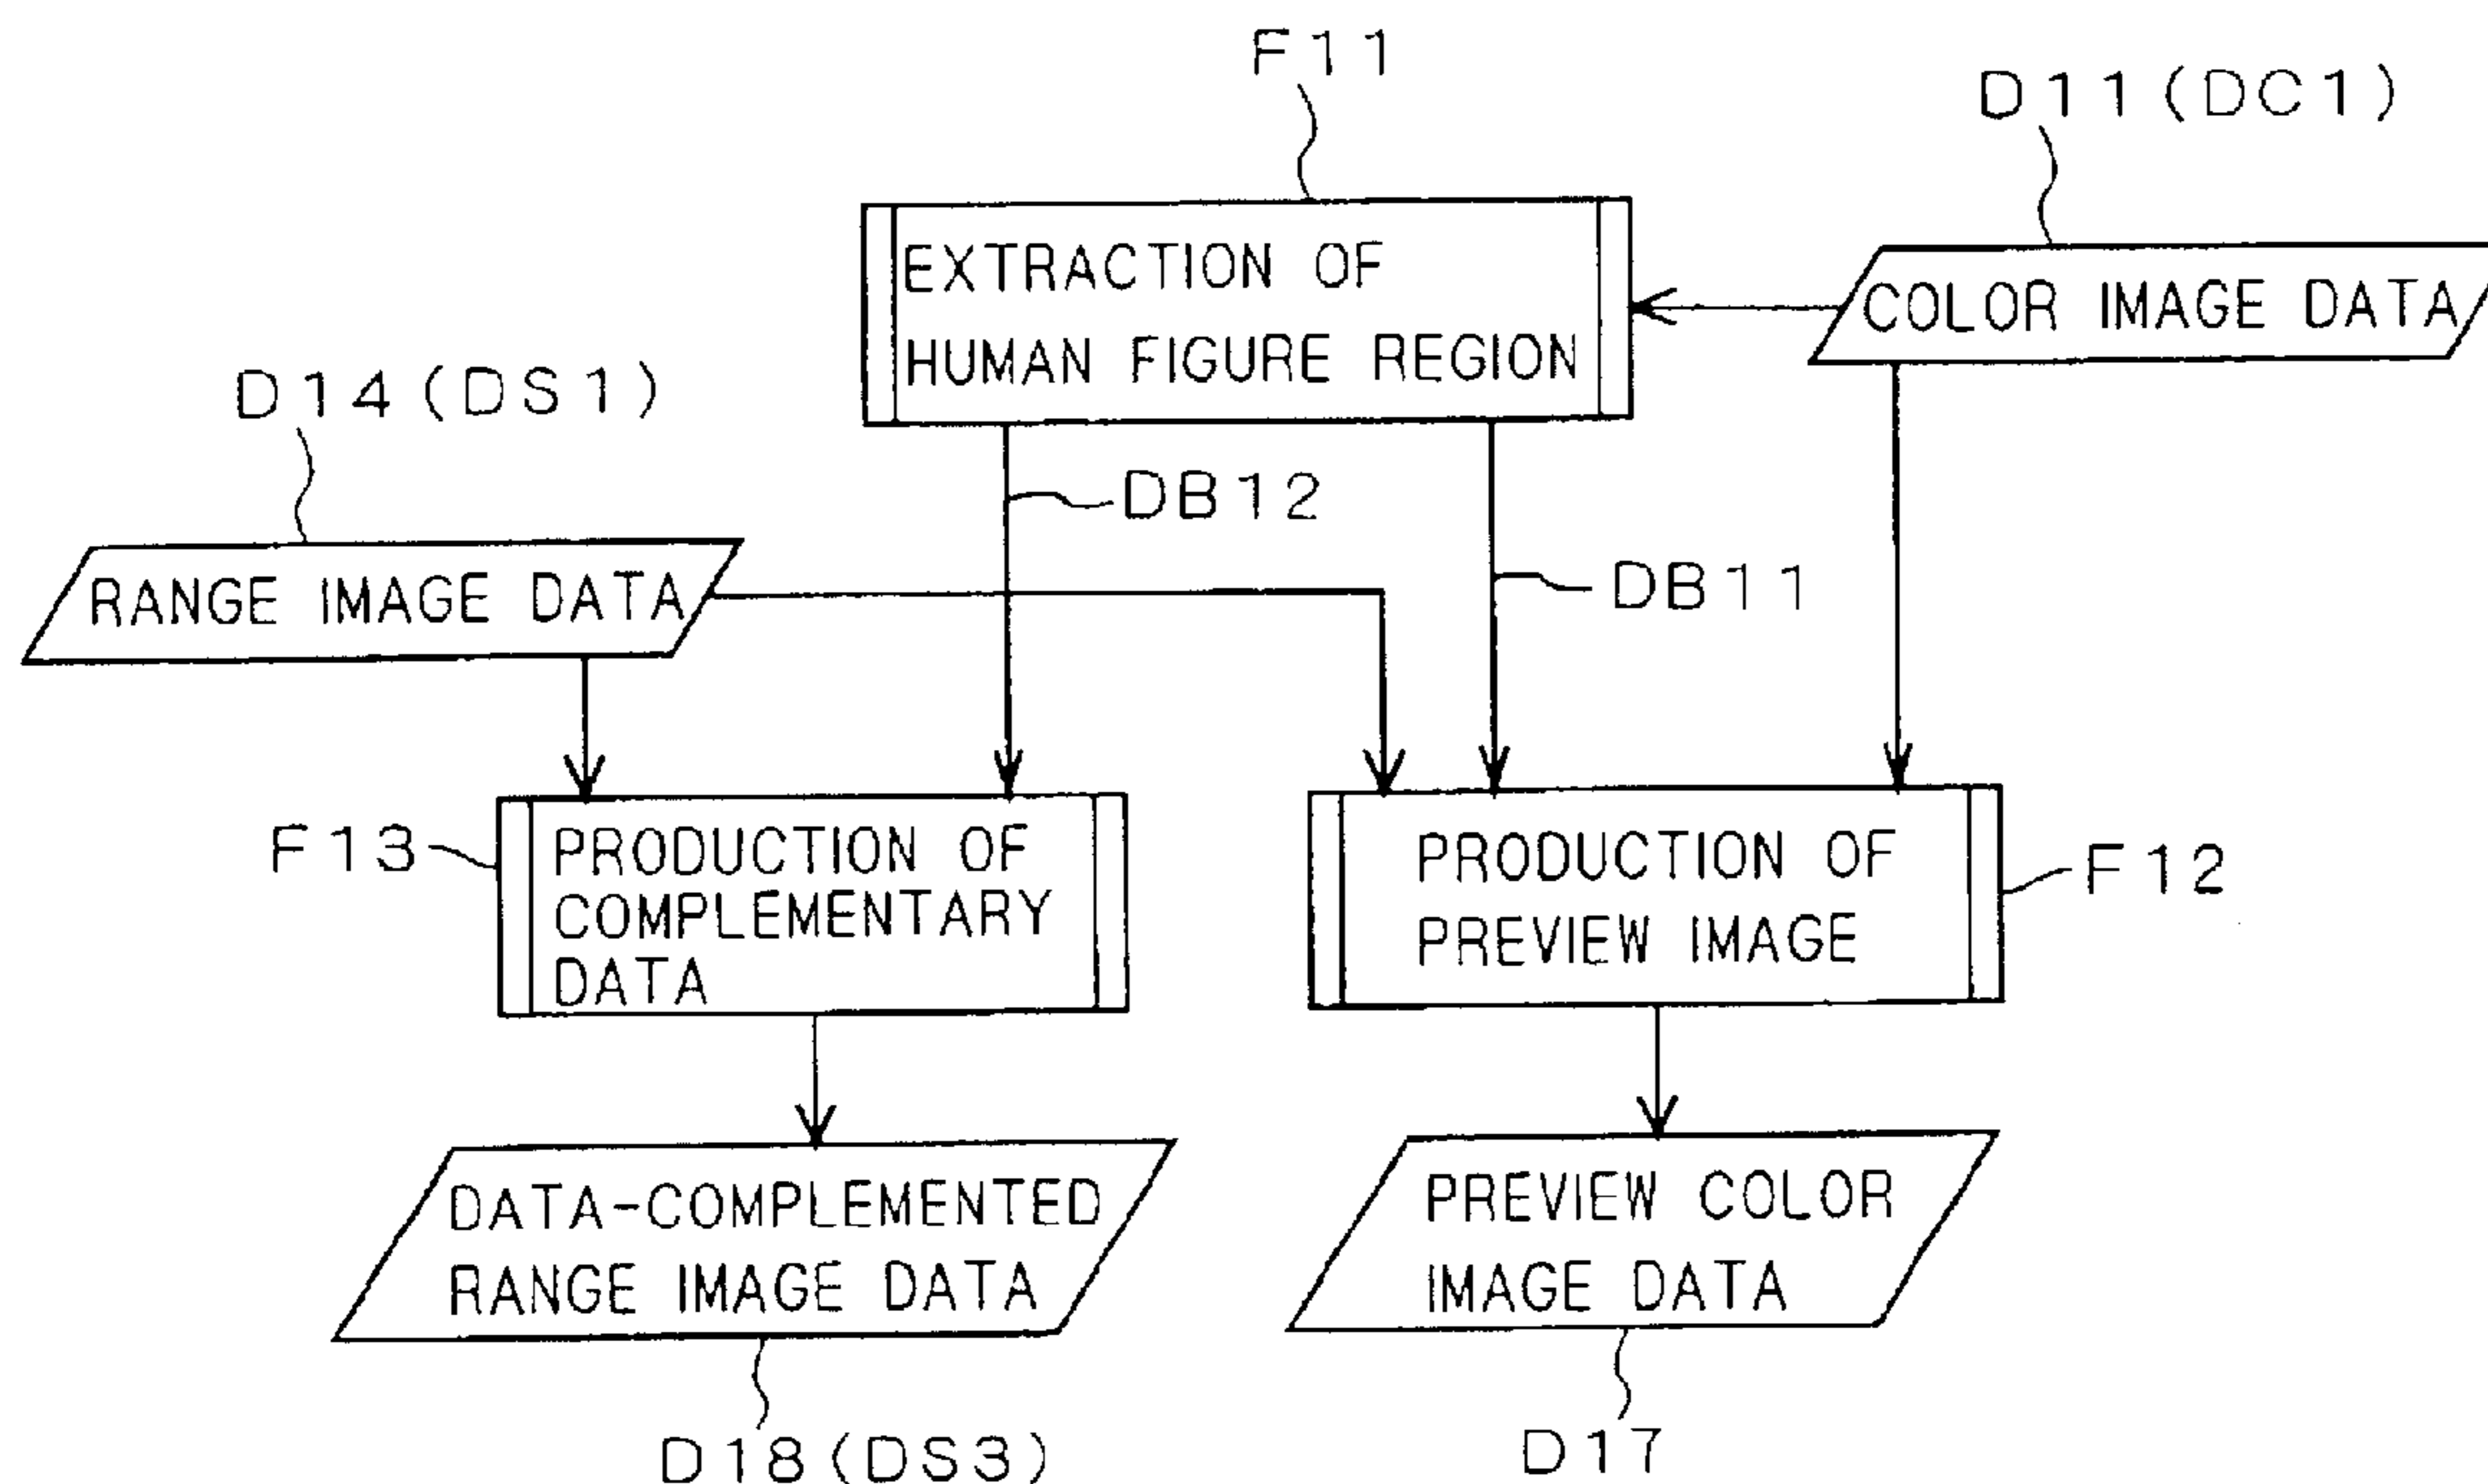 F11
D11(DC1)
EXTRACTION OF
HUMAN FIGURE REGION
COLOR IMAGE DATA
D14(DS1)
DB12
RANGE IMAGE DATA
DB11
F13
PRODUCTION OF
COMPLEMENTARY
DATA
PRODUCTION OF
PREVIEW IMAGE
F12
DATA-COMPLEMENTED
RANGE IMAGE DATA
PREVIEW COLOR
IMAGE DATA
D18(DS3)
D17